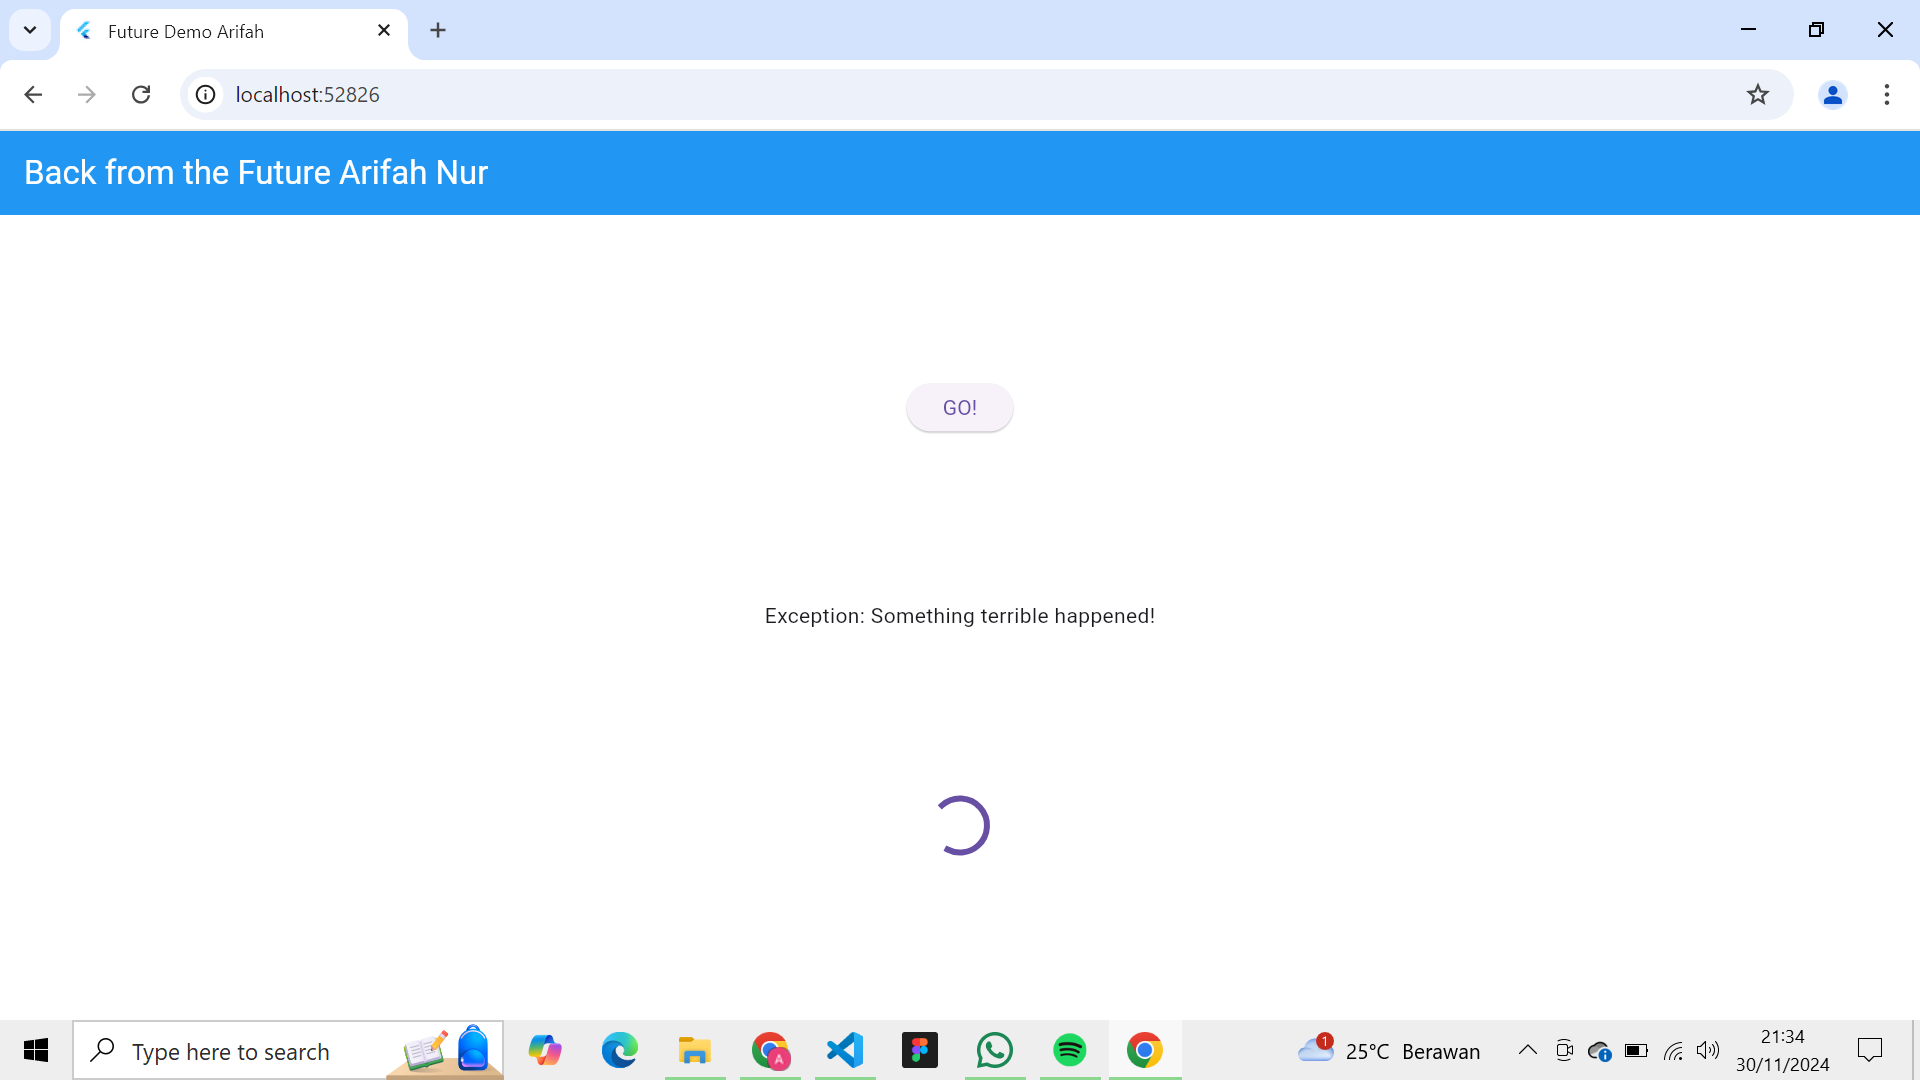 Future Demo Arifah
localhost:52826
Back from the Future Arifah Nur
GO!
Exception: Something terrible happened!
Type here to search
A
1
25°C Berawan
21:34
30/11/2024